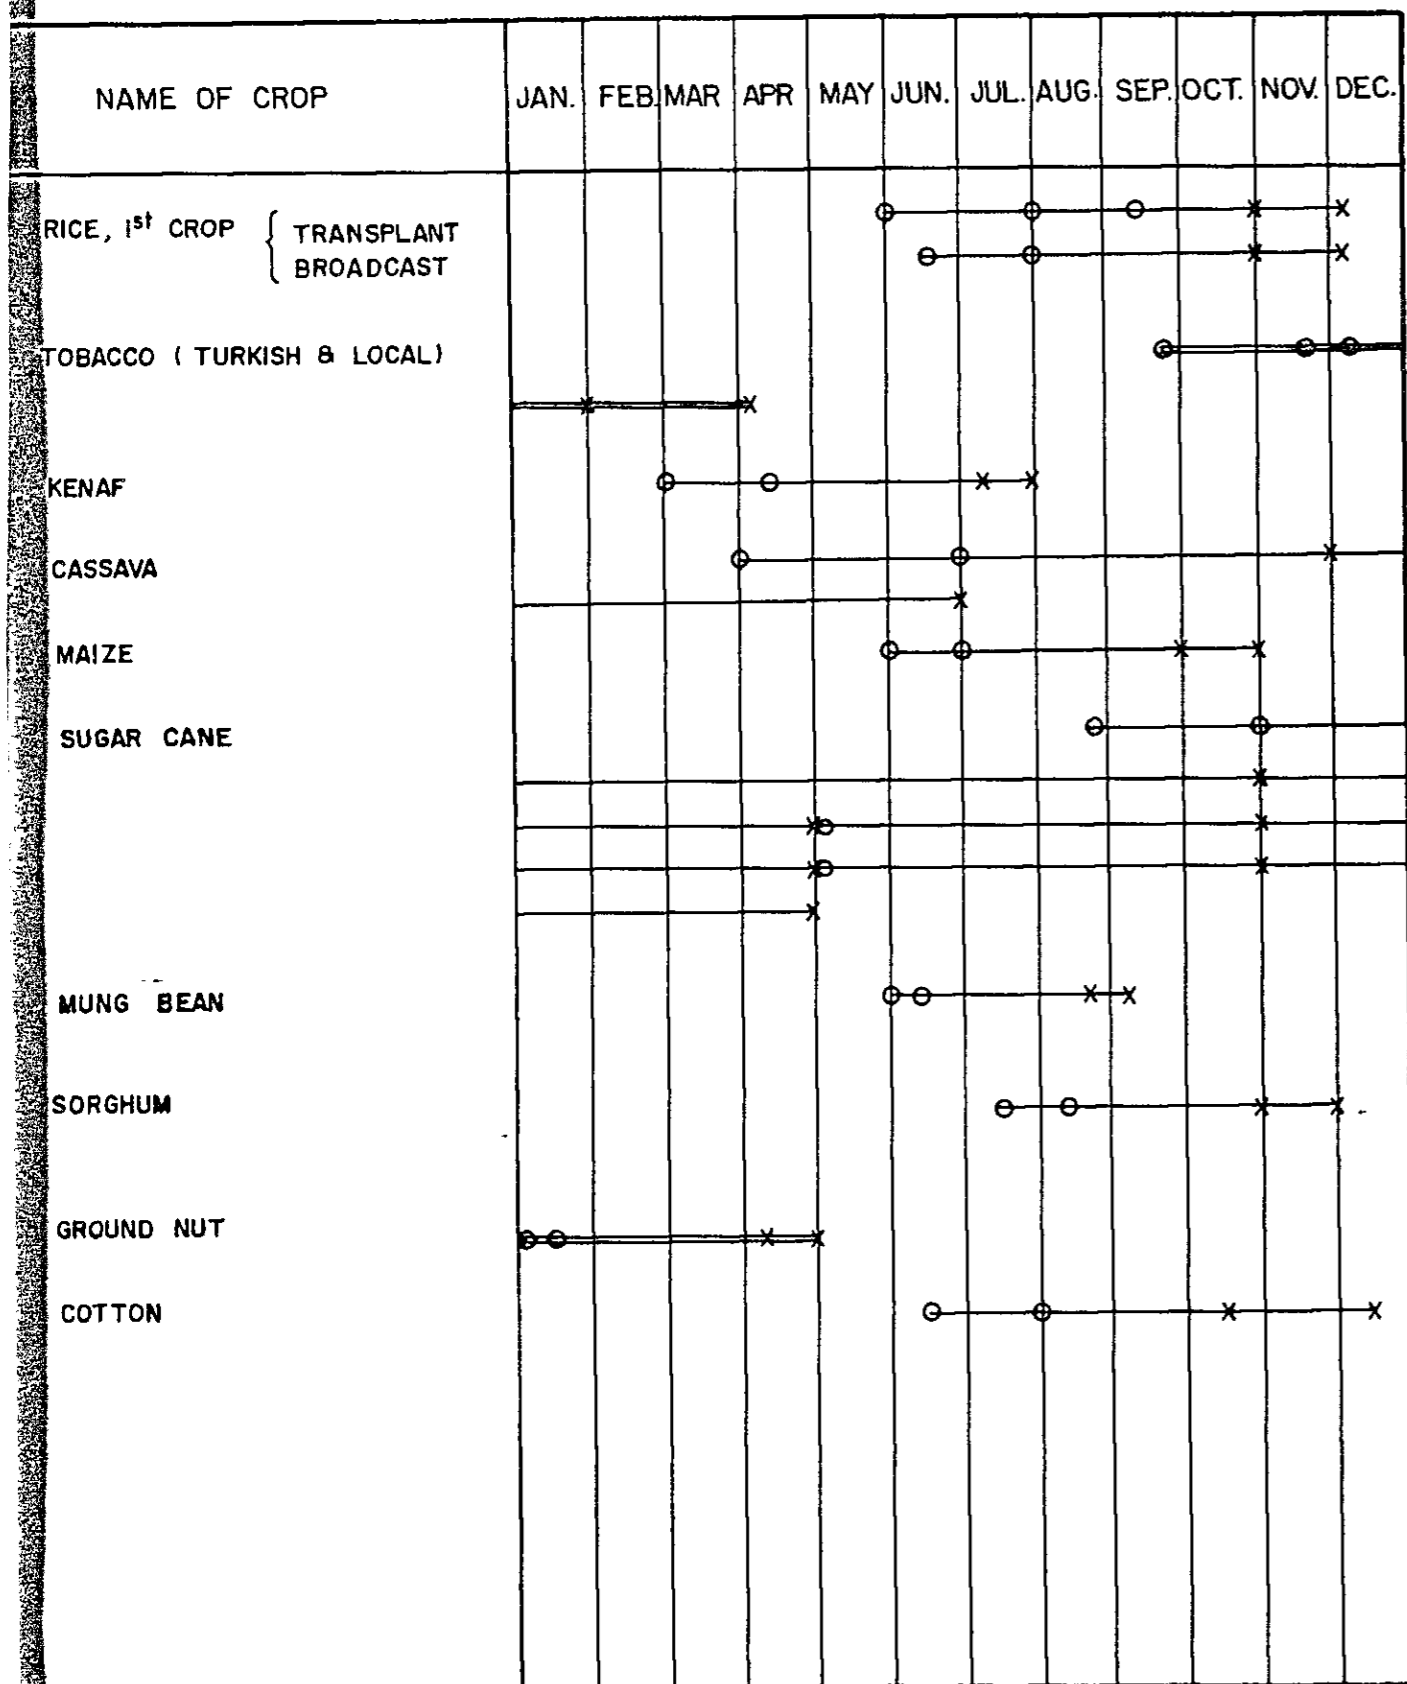 NAME OF CROP JAN. FEB. MAR APR MAY JUN. JUL. AUG. SEP. OCT. NOV. DEC.
RICE, 1st CROP { TRANSPLANT
BROADCAST
TOBACCO ( TURKISH & LOCAL)
KENAF
CASSAVA
MAIZE
SUGAR CANE
MUNG BEAN
SORGHUM
GROUND NUT
COTTON